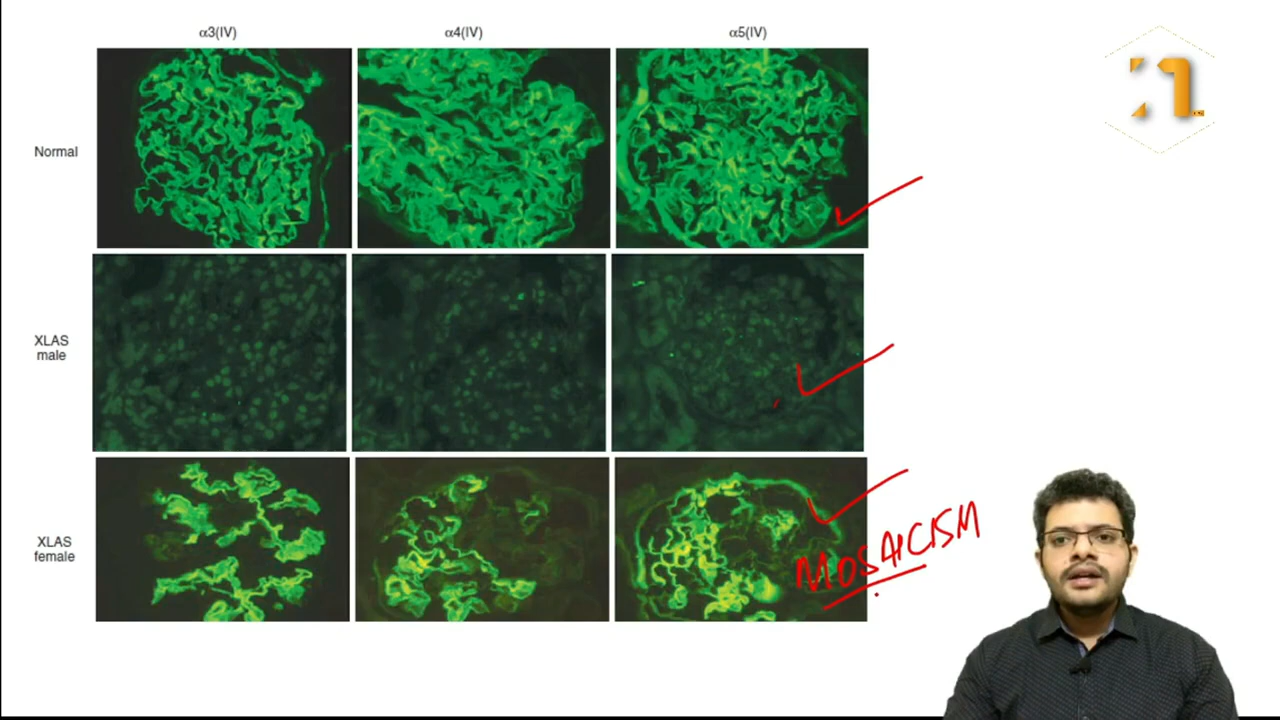 α3(IV) α4(IV) α5(IV)
Normal
XLAS
male
XLAS
female
MOSAICISM